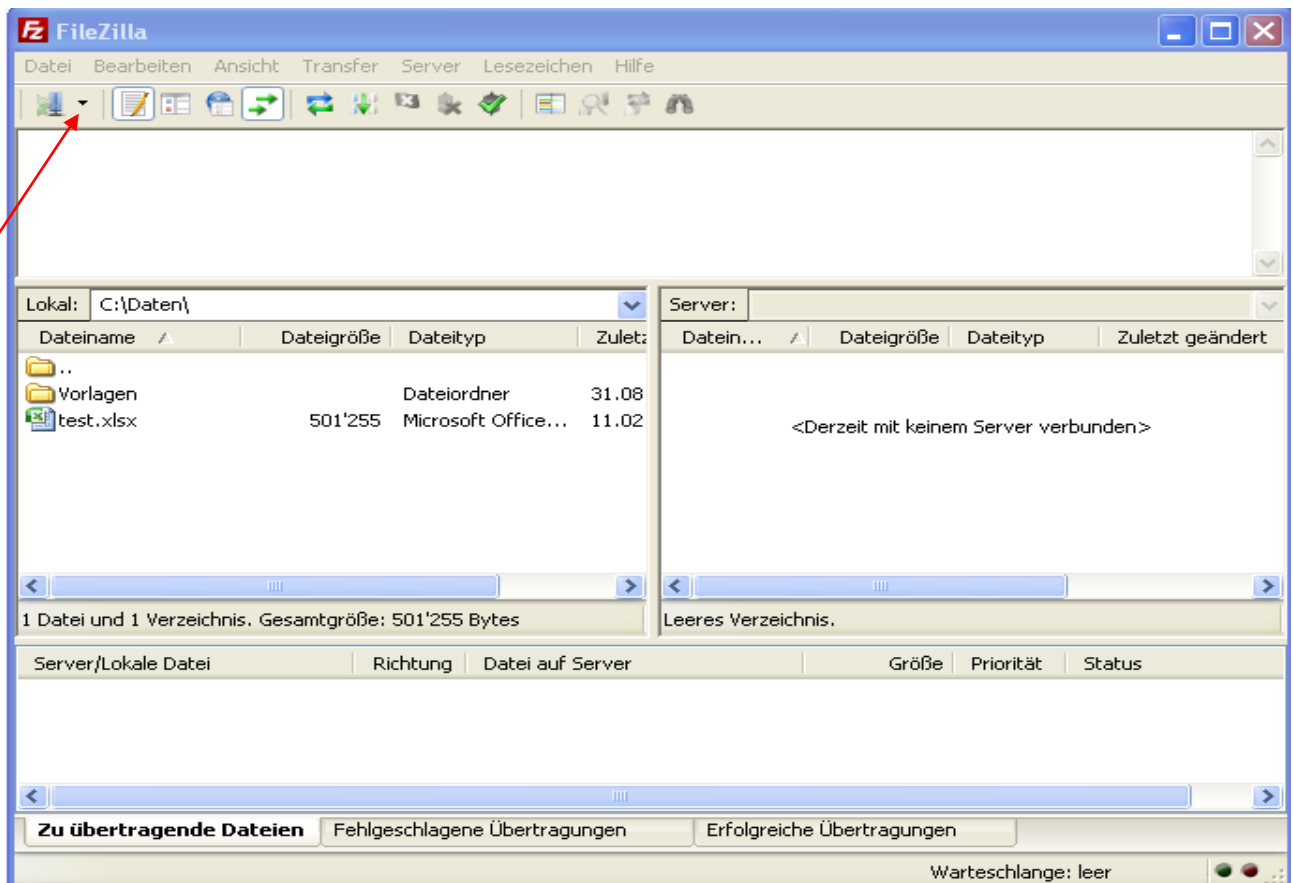 FileZilla
Datei Bearbeiten Ansicht Transfer Server Lesezeichen Hilfe
Lokal: C:\Daten\
Dateiname Dateigröße Dateityp Zuletz
..
Vorlagen Dateiordner 31.08
test.xlsx 501'255 Microsoft Office... 11.02
1 Datei und 1 Verzeichnis. Gesamtgröße: 501'255 Bytes
Server:
Datein... Dateigröße Dateityp Zuletzt geändert
<Derzeit mit keinem Server verbunden>
Leeres Verzeichnis.
Server/Lokale Datei Richtung Datei auf Server Größe Priorität Status
Zu übertragende Dateien Fehlgeschlagene Übertragungen Erfolgreiche Übertragungen
Warteschlange: leer